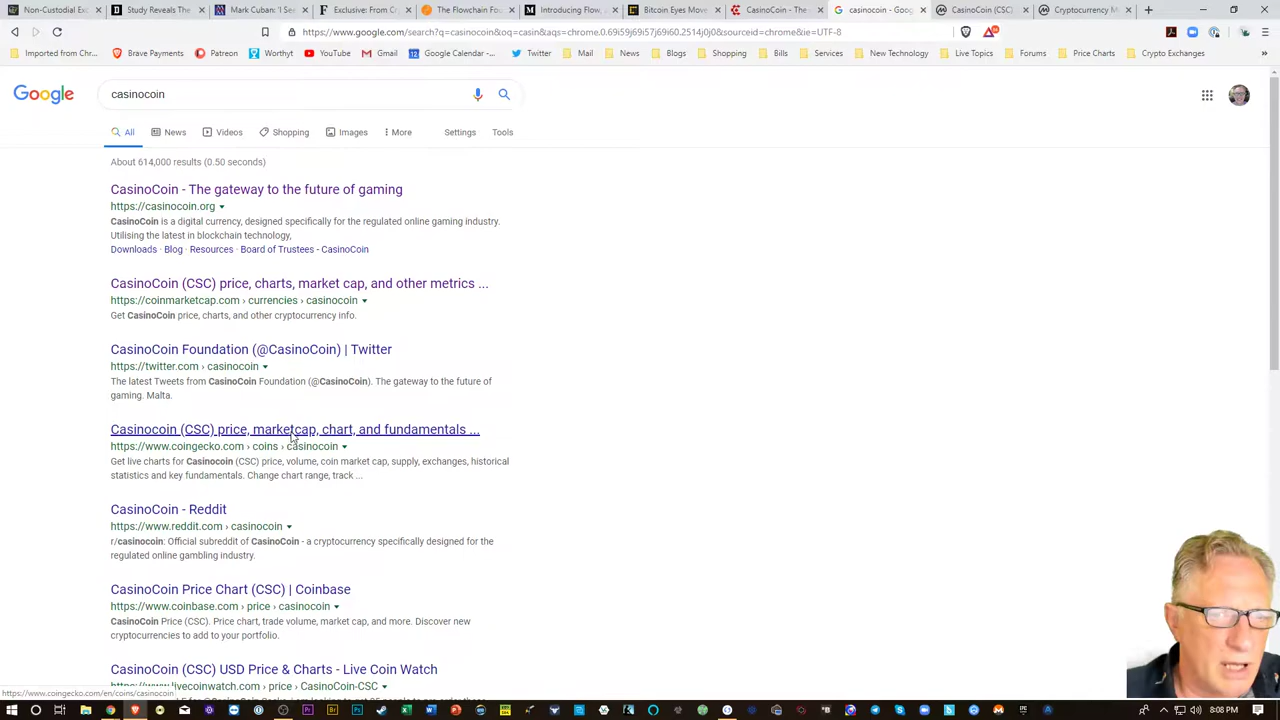 Non-Custodial Ex
Study Reveals The
Mark Cuban: 'I Se
Exclusive: From Cr
The Flowchain Fou
Introducing Flow,
Bitcoin Eyes Move
CasinoCoin - The
casinocoin - Goog
CasinoCoin (CSC)
Cryptocurrency M
https://www.google.com/search?q=casinocoin&oq=casin&aqs=chrome.0.69i59j69i57j69i60.2514j0j0&sourceid=chrome&ie=UTF-8
Imported from Chr...
Brave Payments
Patreon
Worthy
YouTube
Gmail
Google Calendar -...
Twitter
Mail
News
Blogs
Shopping
Bills
Services
New Technology
Live Topics
Forums
Price Charts
Crypto Exchanges
Google
casinocoin
All
News
Videos
Shopping
Images
More
Settings
Tools
About 614,000 results (0.50 seconds)
CasinoCoin - The gateway to the future of gaming
https://casinocoin.org
CasinoCoin is a digital currency, designed specifically for the regulated online gaming industry.
Utilising the latest in blockchain technology,
Downloads · Blog · Resources · Board of Trustees - CasinoCoin
CasinoCoin (CSC) price, charts, market cap, and other metrics ...
https://coinmarketcap.com › currencies › casinocoin
Get CasinoCoin price, charts, and other cryptocurrency info.
CasinoCoin Foundation (@CasinoCoin) | Twitter
https://twitter.com › casinocoin
The latest Tweets from CasinoCoin Foundation (@CasinoCoin). The gateway to the future of
gaming. Malta.
Casinocoin (CSC) price, marketcap, chart, and fundamentals ...
https://www.coingecko.com › coins › casinocoin
Get live charts for Casinocoin (CSC) price, volume, coin market cap, supply, exchanges, historical
statistics and key fundamentals. Change chart range, track ...
CasinoCoin - Reddit
https://www.reddit.com › casinocoin
r/casinocoin: Official subreddit of CasinoCoin - a cryptocurrency specifically designed for the
regulated online gambling industry.
CasinoCoin Price Chart (CSC) | Coinbase
https://www.coinbase.com › price › casinocoin
CasinoCoin Price (CSC). Price chart, trade volume, market cap, and more. Discover new
cryptocurrencies to add to your portfolio.
CasinoCoin (CSC) USD Price & Charts - Live Coin Watch
https://www.coingecko.com/en/coins/casinocoin
livecoinwatch.com › price › CasinoCoin-CSC
8:08 PM